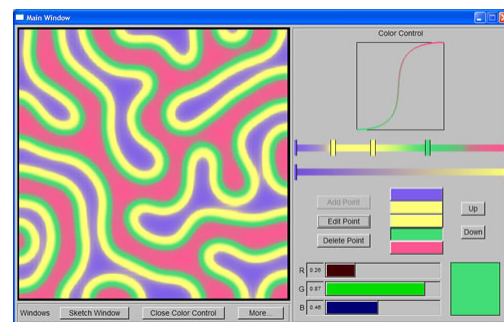 Main Window
Color Control
Add Point
Edit Point
Delete Point
Up
Down
R 0.26
G 0.87
B 0.48
Windows Sketch Window Close Color Control More...